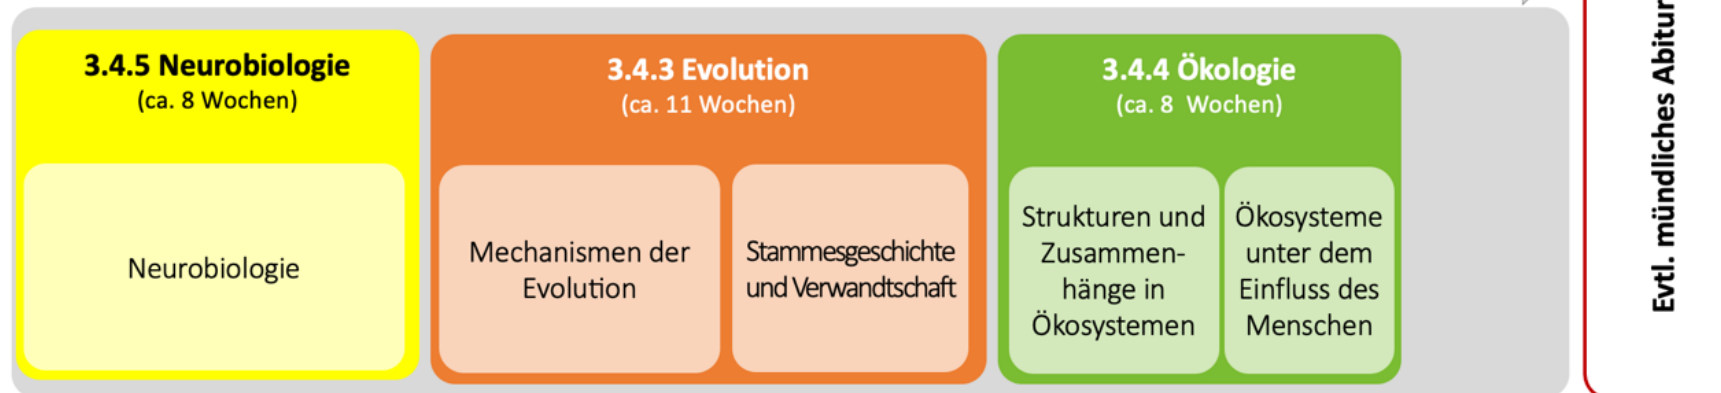 3.4.5 Neurobiologie
(ca. 8 Wochen)
Neurobiologie
3.4.3 Evolution
(ca. 11 Wochen)
Mechanismen der
Evolution
Stammesgeschichte
und Verwandtschaft
3.4.4 Ökologie
(ca. 8  Wochen)
Strukturen und
Zusammen-
hänge in
Ökosystemen
Ökosysteme
unter dem
Einfluss des
Menschen
Evtl. mündliches Abitur